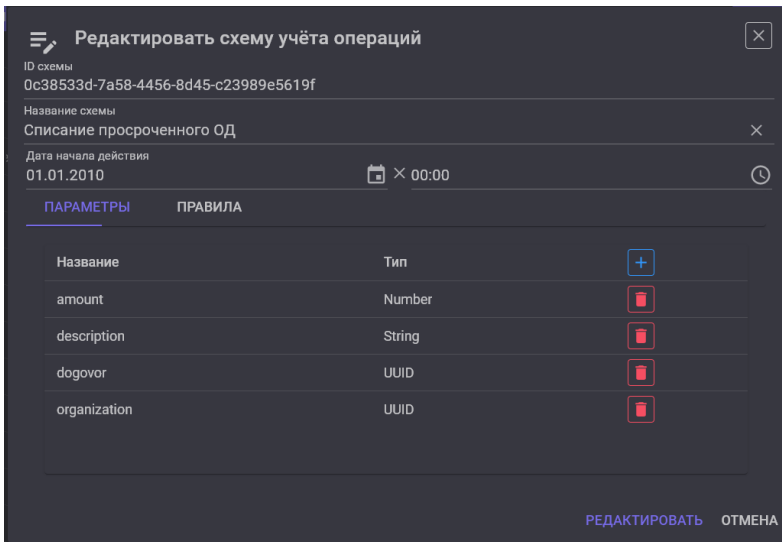 Редактировать схему учёта операций
ID схемы
0c38533d-7a58-4456-8d45-c23989e5619f
Название схемы
Списание просроченного ОД
Дата начала действия
01.01.2010 00:00
ПАРАМЕТРЫ ПРАВИЛА
Название Тип
amount Number
description String
dogovor UUID
organization UUID
РЕДАКТИРОВАТЬ ОТМЕНА